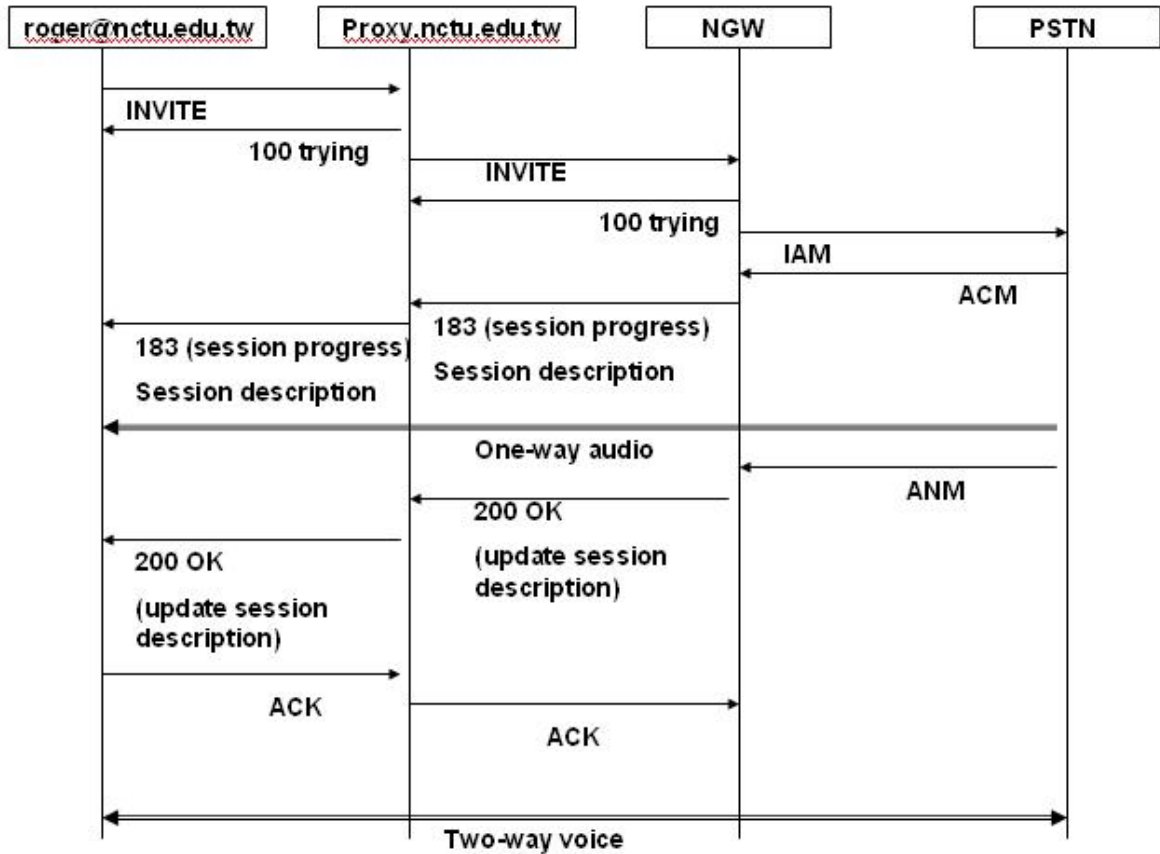 roger@nctu.edu.tw
Proxy.nctu.edu.tw
NGW
PSTN
INVITE
100 trying
INVITE
100 trying
IAM
ACM
183 (session progress)
Session description
183 (session progress)
Session description
One-way audio
ANM
200 OK
(update session
description)
200 OK
(update session
description)
ACK
ACK
Two-way voice